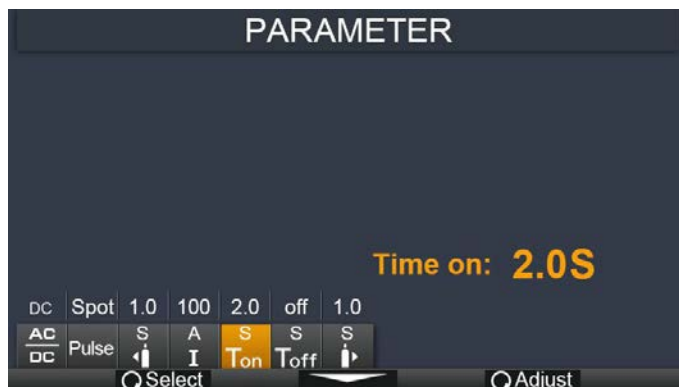 PARAMETER
Time on: 2.0S
DC Spot 1.0 100 2.0 off 1.0
AC S A S S S
DC Pulse I Ton Toff
Select Adjust